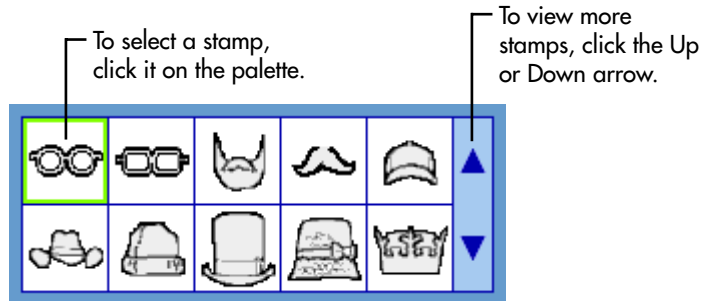 To select a stamp,
click it on the palette.
To view more
stamps, click the Up
or Down arrow.